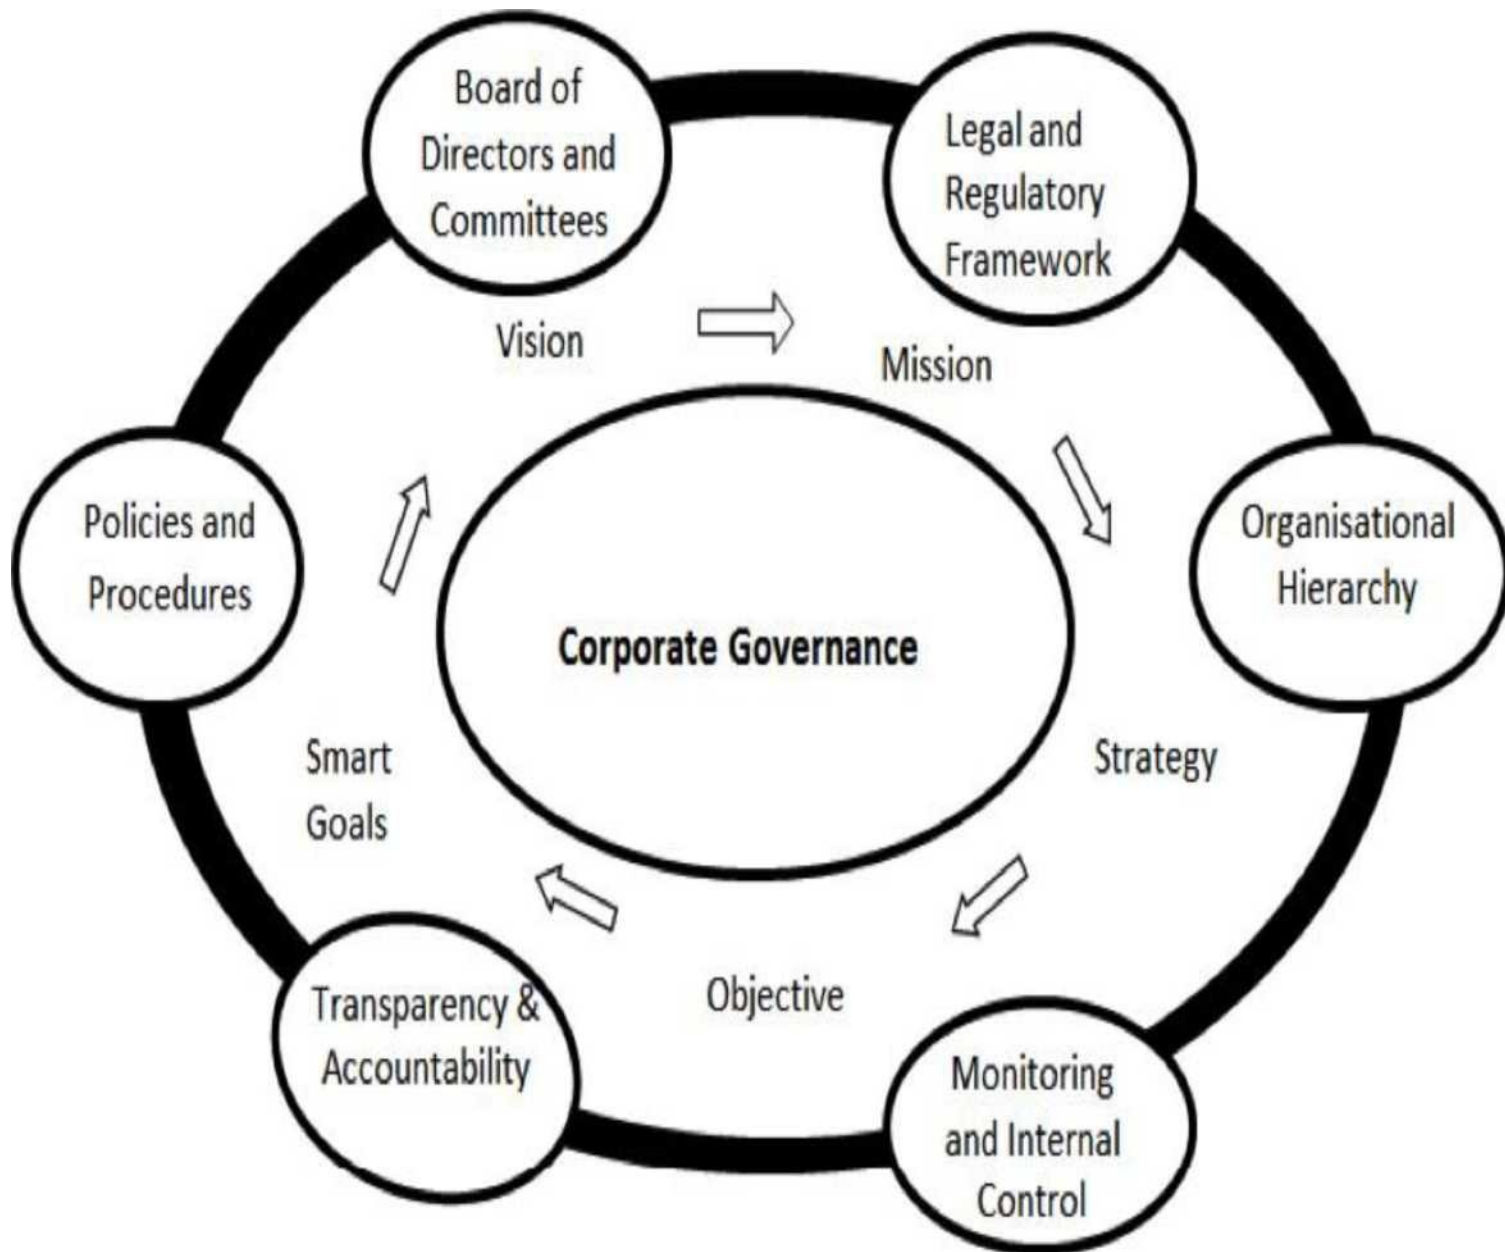 Board of
Directors and
Committees
Legal and
Regulatory
Framework
Vision
Mission
Policies and
Procedures
Organisational
Hierarchy
Corporate Governance
Smart
Goals
Strategy
Objective
Transparency &
Accountability
Monitoring
and Internal
Control